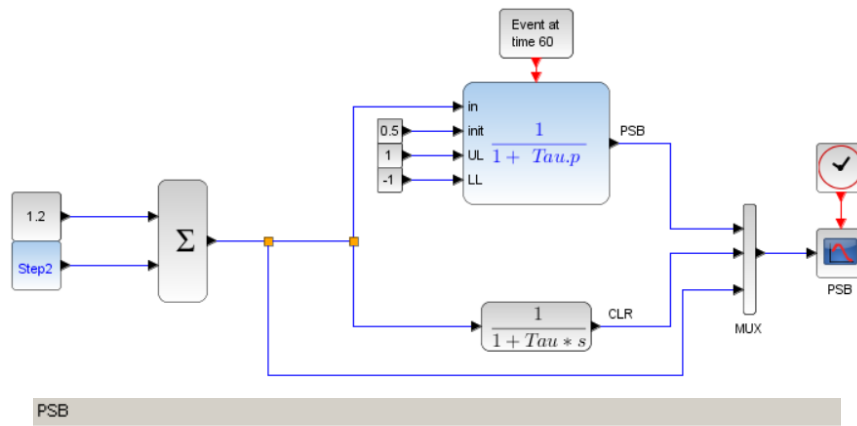 Event at
time 60
in
init
UL
LL
1
1 + Tau.p
PSB
0.5
1
-1
1.2
Step2
Σ
1
1 + Tau * s
CLR
MUX
PSB
PSB